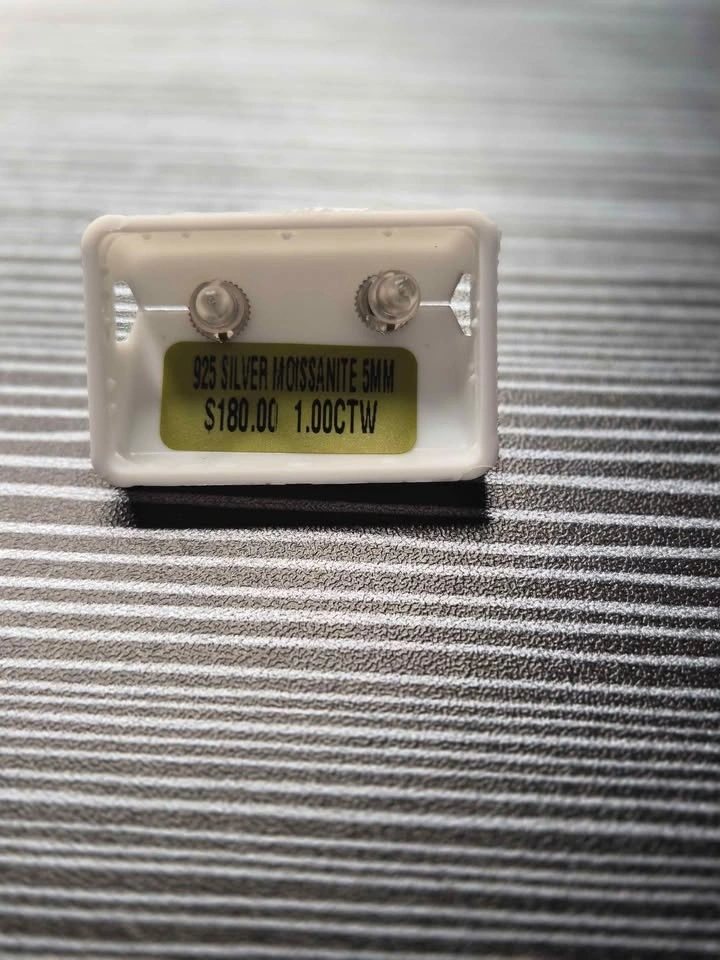 925 SILVER MOISSANITE 5MM
$180.00 1.00CTW